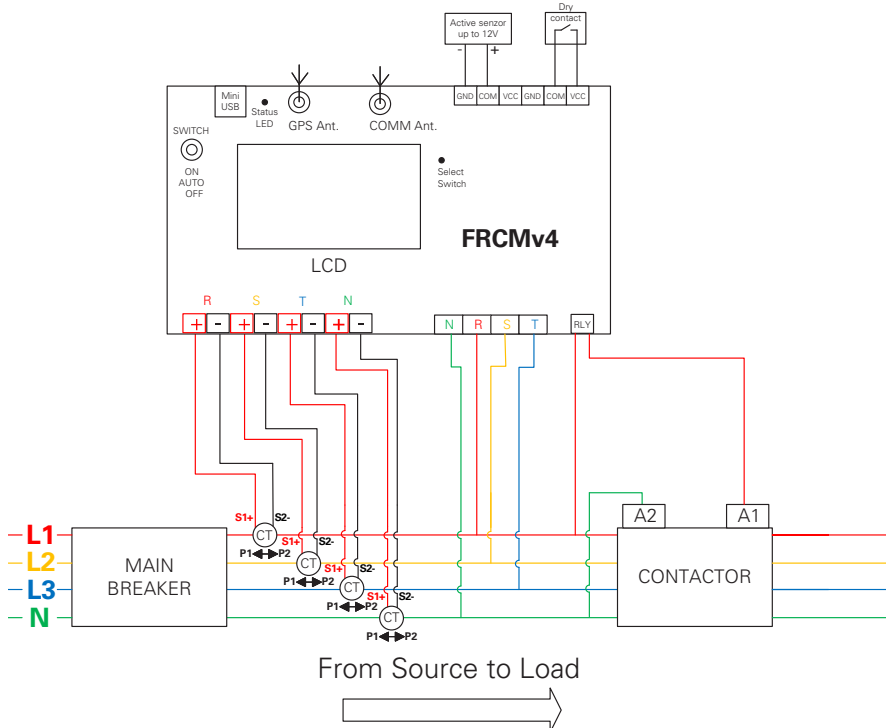 Active senzor
up to 12V
- +
Dry
contact
Mini
USB
Status
LED
GPS Ant.
COMM Ant.
GND COM VCC GND COM VCC
SWITCH
ON
AUTO
OFF
Select
Switch
FRCMv4
LCD
R S T N
+ - + - + - + -
N R S T RLY
S1+ S2-
CT
P1 P2
S1+ S2-
CT
P1 P2
S1+ S2-
CT
P1 P2
S1+ S2-
CT
P1 P2
A2 A1
L1
L2
L3
N
MAIN
BREAKER
CONTACTOR
From Source to Load